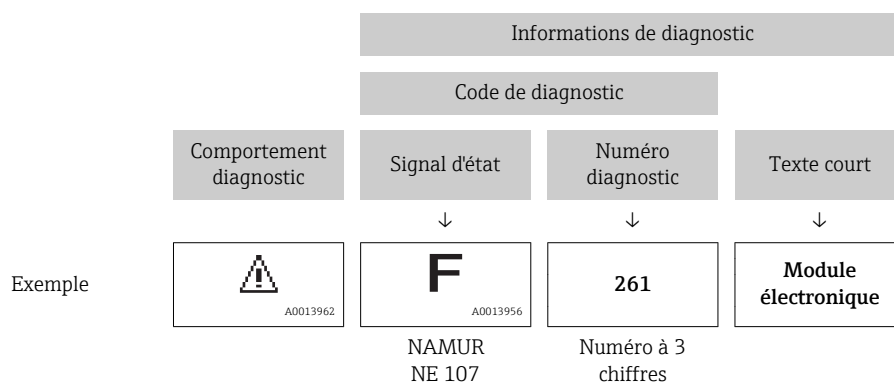 Informations de diagnostic
Code de diagnostic
Comportement diagnostic
Signal d'état
Numéro diagnostic
Texte court
↓ ↓ ↓
Exemple
A0013962
F
A0013956
261
Module électronique
NAMUR NE 107
Numéro à 3 chiffres